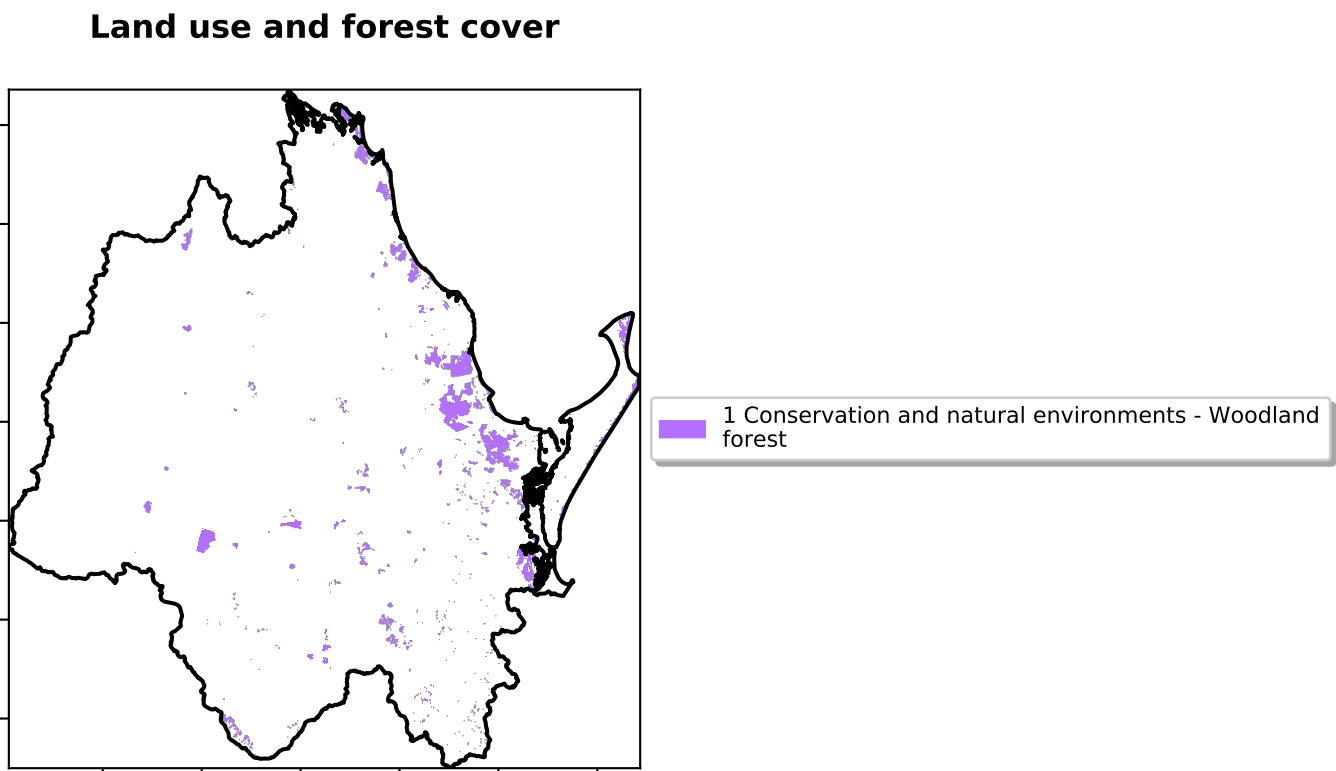 Land use and forest cover
1 Conservation and natural environments - Woodland
forest